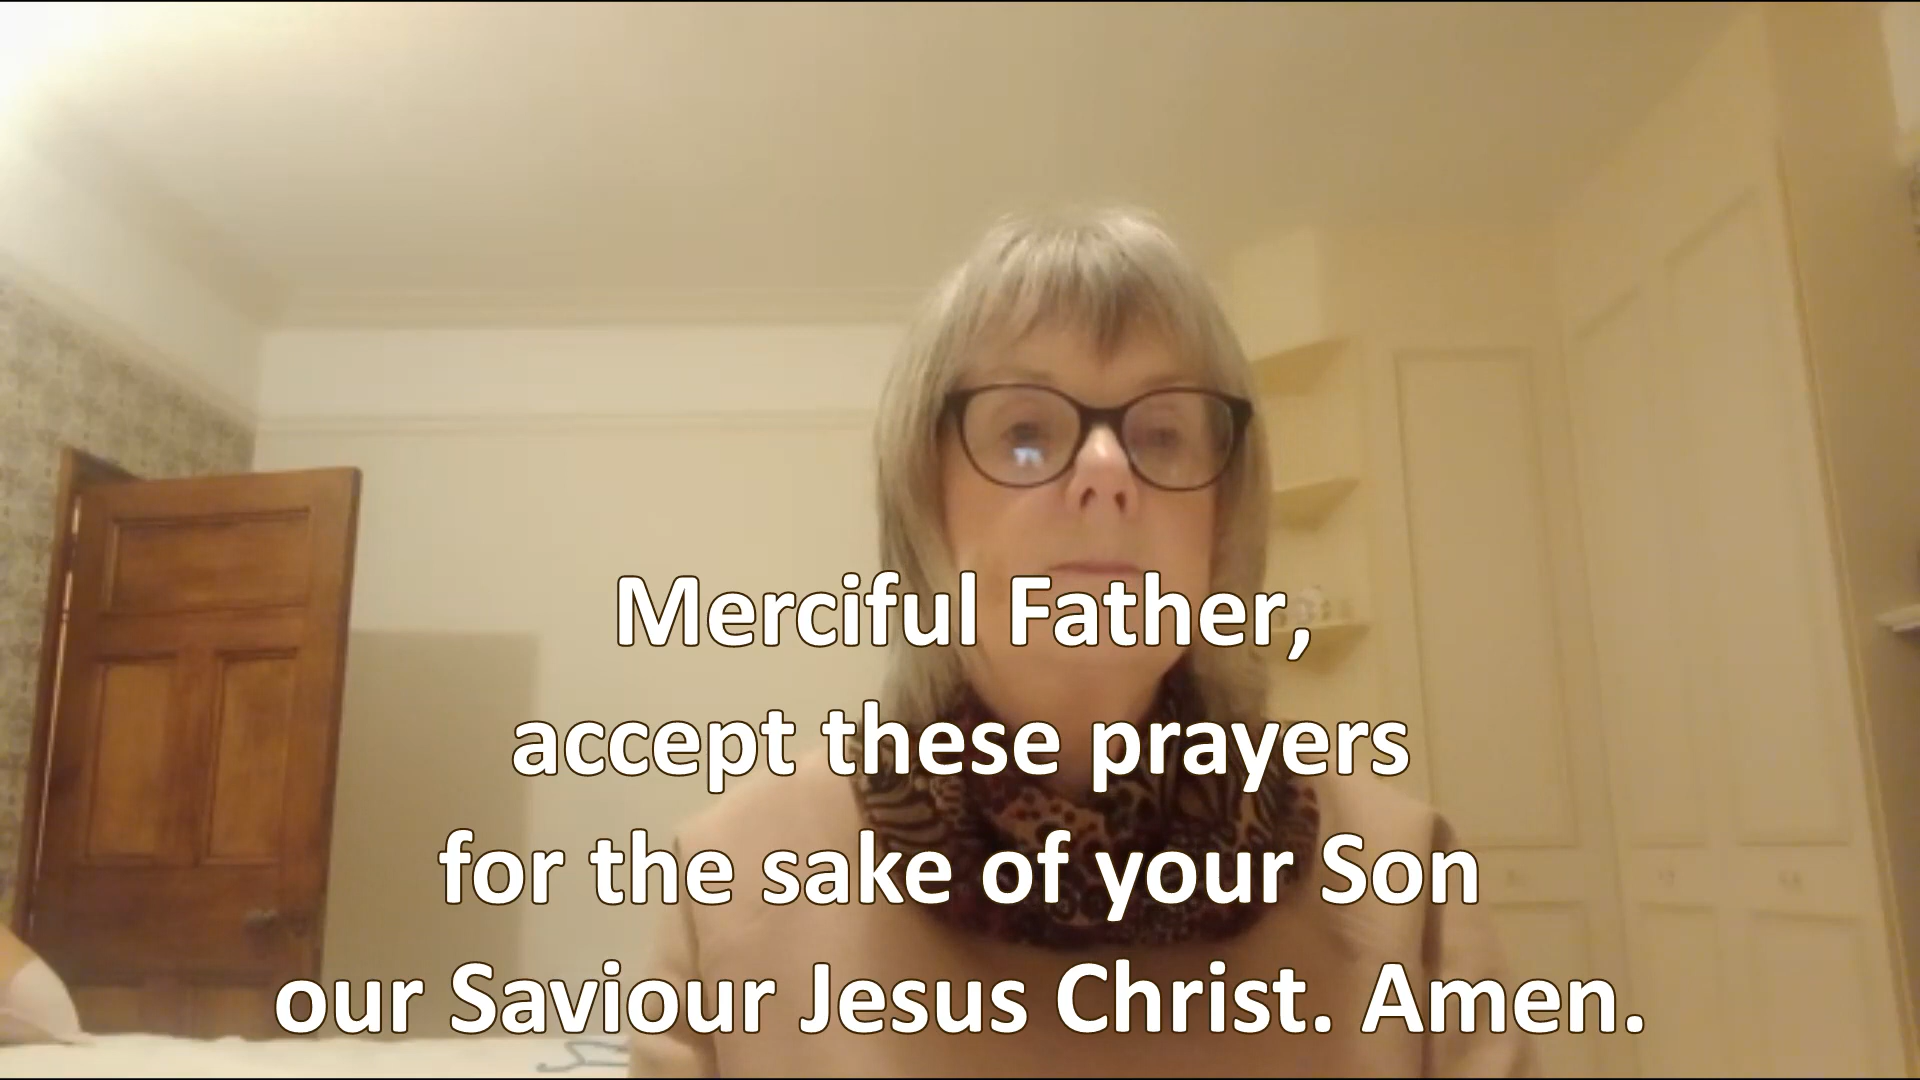 Merciful Father,
accept these prayers
for the sake of your Son
our Saviour Jesus Christ. Amen.